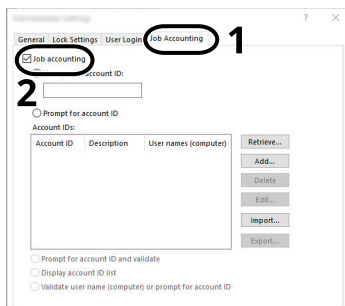 ? ×
General Lock Settings User Login Job Accounting 1
Job accounting
account ID:
2
Prompt for account ID
Account IDs:
Account ID Description User names (computer)
Retrieve...
Add...
Delete
Edit...
Import...
Export...
Prompt for account ID and validate
Display account ID list
Validate user name (computer) or prompt for account ID